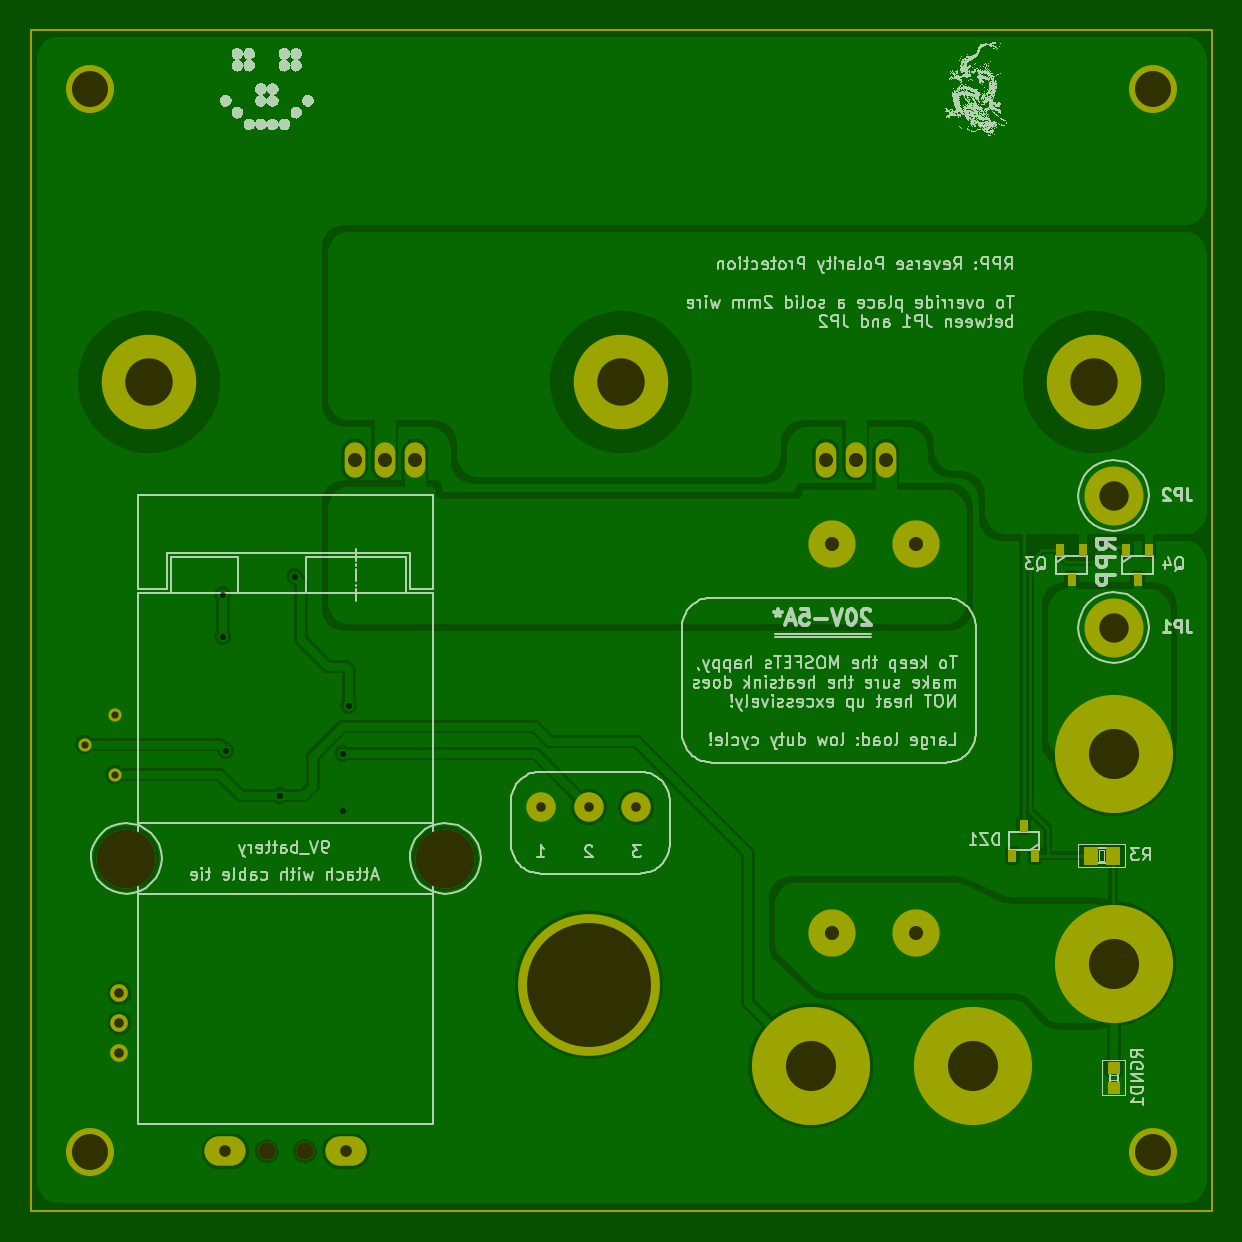 RPP: Reverse Polarity Protection
To override place a solid 2mm wire
between JP1 and JP2
JP2
Q3
RPP
Q4
JP1
20V-5A*
To keep the MOSFETs happy,
make sure the heatsink does
NOT heat up excessively!
Large load: low duty cycle!
1 2 3
DZ1
R3
9V_battery
Attach with cable tie
RGND1